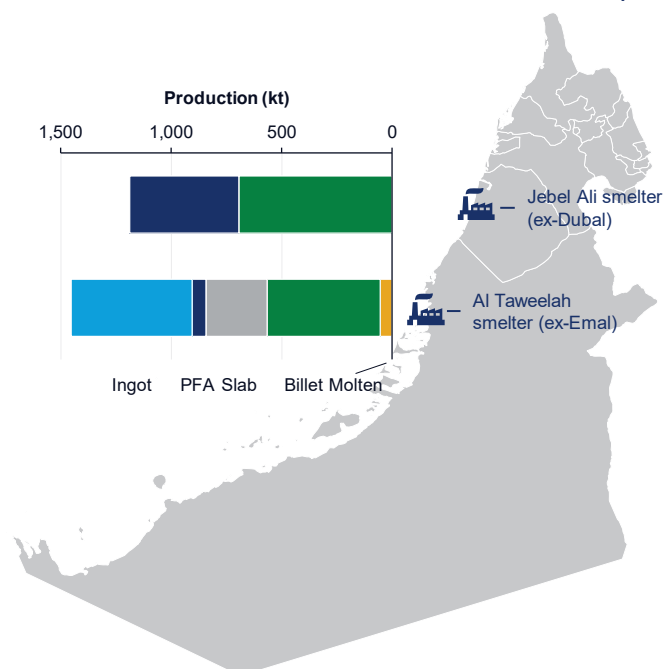 Production (kt)
1,500 1,000 500 0
Jebel Ali smelter
(ex-Dubal)
Al Taweelah
smelter (ex-Emal)
Ingot PFA Slab Billet Molten